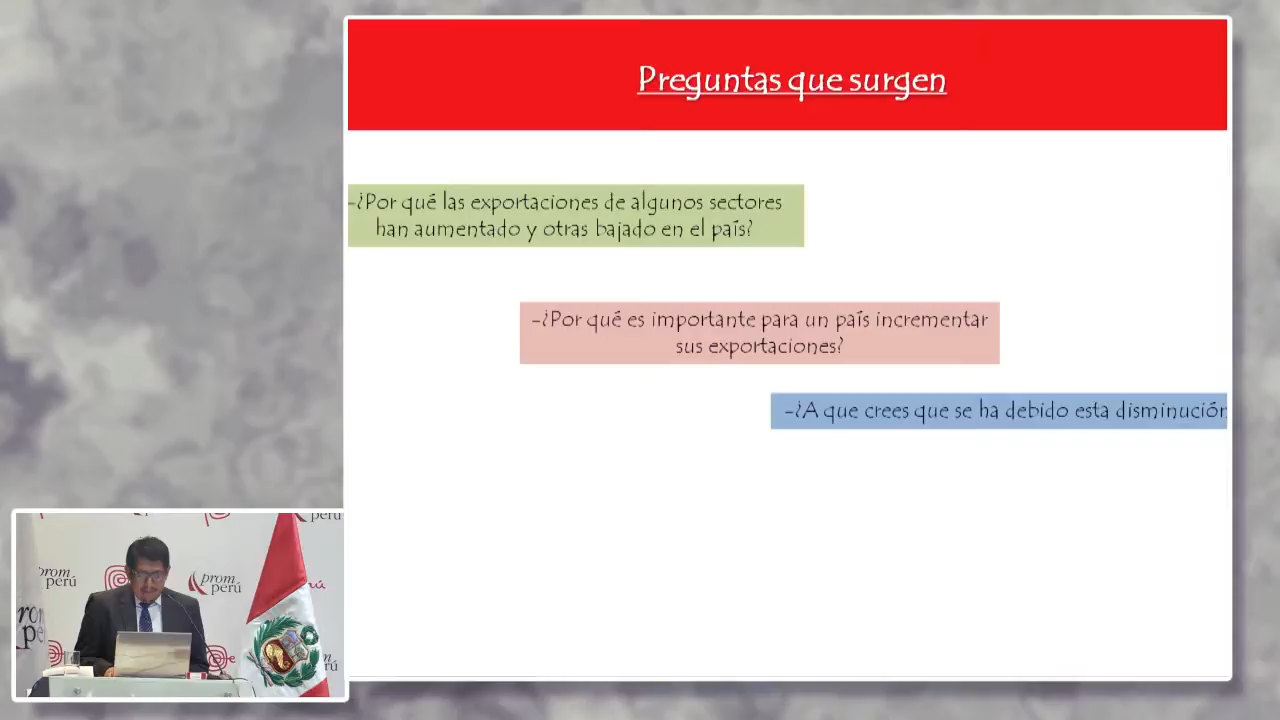 Preguntas que surgen
-¿Por qué las exportaciones de algunos sectores
han aumentado y otras bajado en el país?
-¿Por qué es importante para un país incrementar
sus exportaciones?
-¿A que crees que se ha debido esta disminución
perú
prom
perú
prom
perú